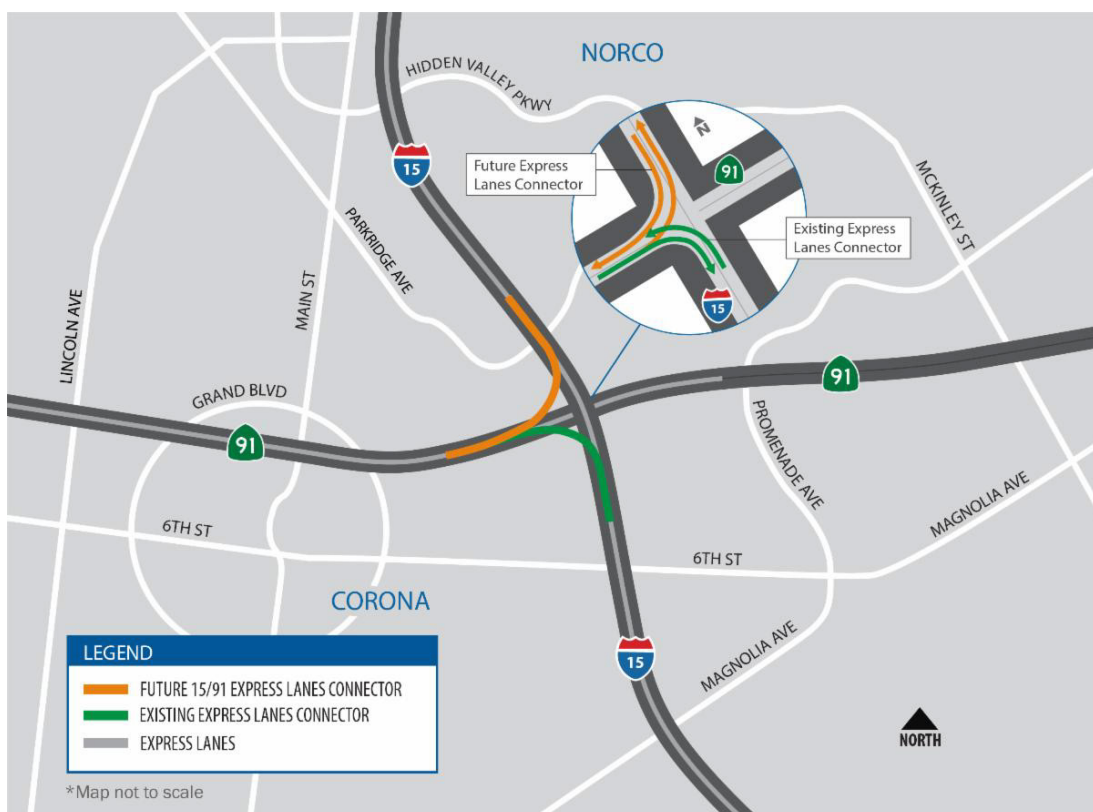 NORCO
HIDDEN VALLEY PKWY
N
15
Future Express
Lanes Connector
91
MCKINLEY ST
PARKRIDGE AVE
Existing Express
Lanes Connector
MAIN ST
15
LINCOLN AVE
GRAND BLVD
91
91
PROMENADE AVE
6TH ST
MAGNOLIA AVE
6TH ST
CORONA
MAGNOLIA AVE
15
LEGEND
FUTURE 15/91 EXPRESS LANES CONNECTOR
EXISTING EXPRESS LANES CONNECTOR
EXPRESS LANES
NORTH
*Map not to scale